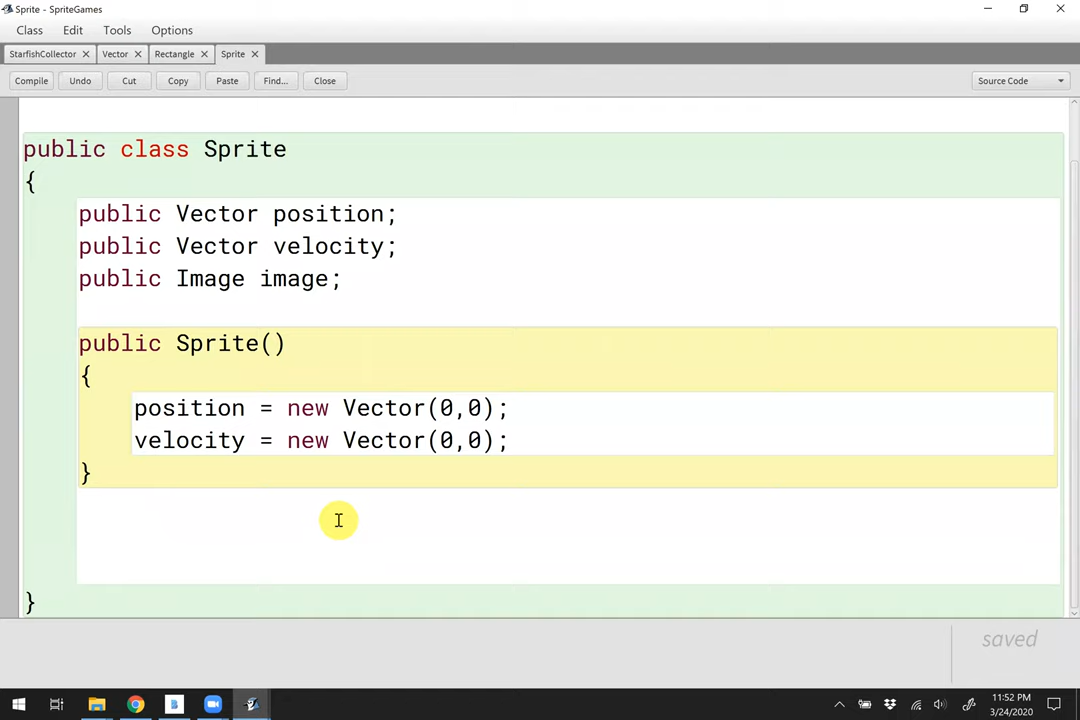 Sprite - SpriteGames
Class Edit Tools Options
StarfishCollector Vector Rectangle Sprite
Compile Undo Cut Copy Paste Find... Close Source Code
public class Sprite
{
public Vector position;
public Vector velocity;
public Image image;
public Sprite()
{
position = new Vector(0,0);
velocity = new Vector(0,0);
}
}
saved
11:52 PM
3/24/2020